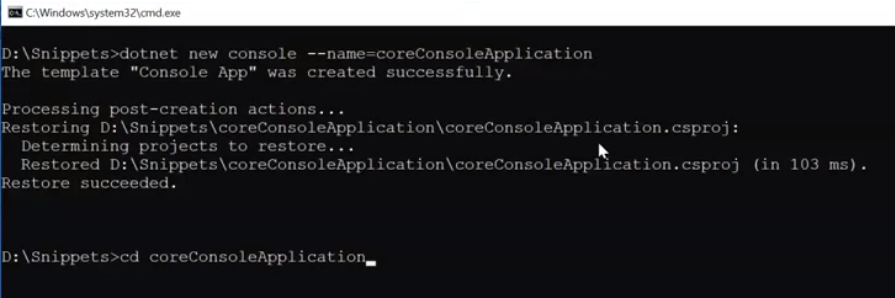 C:\Windows\system32\cmd.exe
D:\Snippets>dotnet new console --name=coreConsoleApplication
The template "Console App" was created successfully.
Processing post-creation actions...
Restoring D:\Snippets\coreConsoleApplication\coreConsoleApplication.csproj:
  Determining projects to restore...
  Restored D:\Snippets\coreConsoleApplication\coreConsoleApplication.csproj (in 103 ms).
Restore succeeded.
D:\Snippets>cd coreConsoleApplication